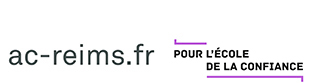 ac-reims.fr
POUR L'ÉCOLE
DE LA CONFIANCE